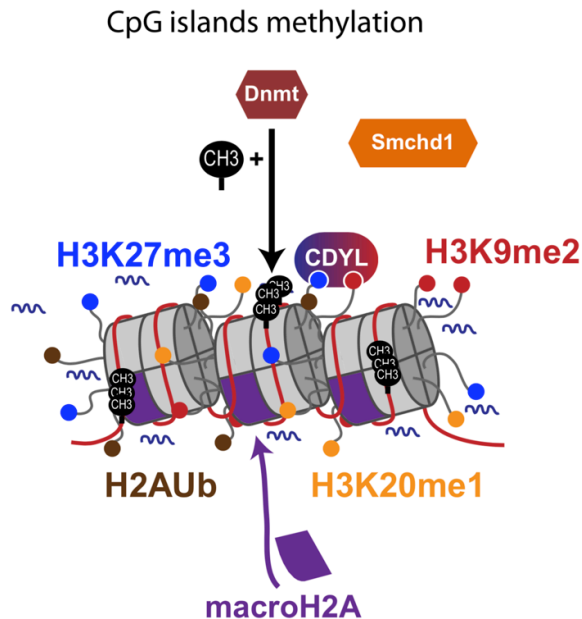 CpG islands methylation
Dnmt
Smchd1
CH3 +
H3K27me3
CDYL
H3K9me2
CH3
CH3
CH3
CH3
CH3
CH3
CH3
CH3
CH3
H2AUb
H3K20me1
macroH2A